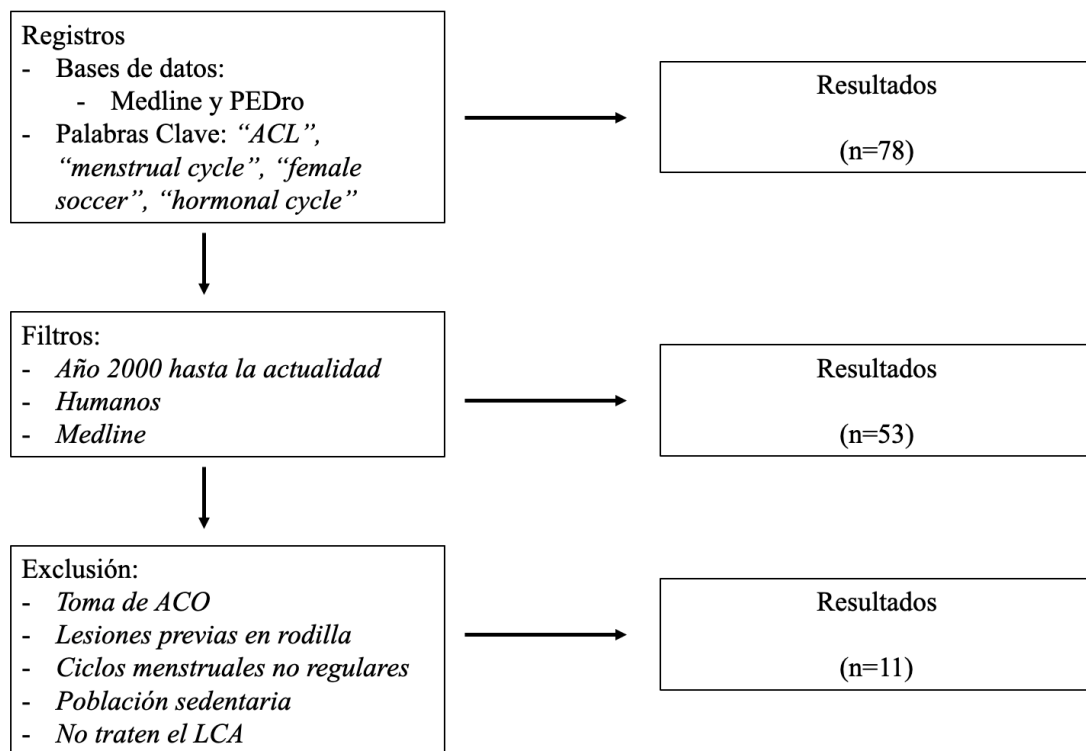 Registros
- Bases de datos:
- Medline y PEDro
- Palabras Clave: “ACL”,
“menstrual cycle”, “female
soccer”, “hormonal cycle”
Resultados
(n=78)
Filtros:
- Año 2000 hasta la actualidad
- Humanos
- Medline
Resultados
(n=53)
Exclusión:
- Toma de ACO
- Lesiones previas en rodilla
- Ciclos menstruales no regulares
- Población sedentaria
- No traten el LCA
Resultados
(n=11)